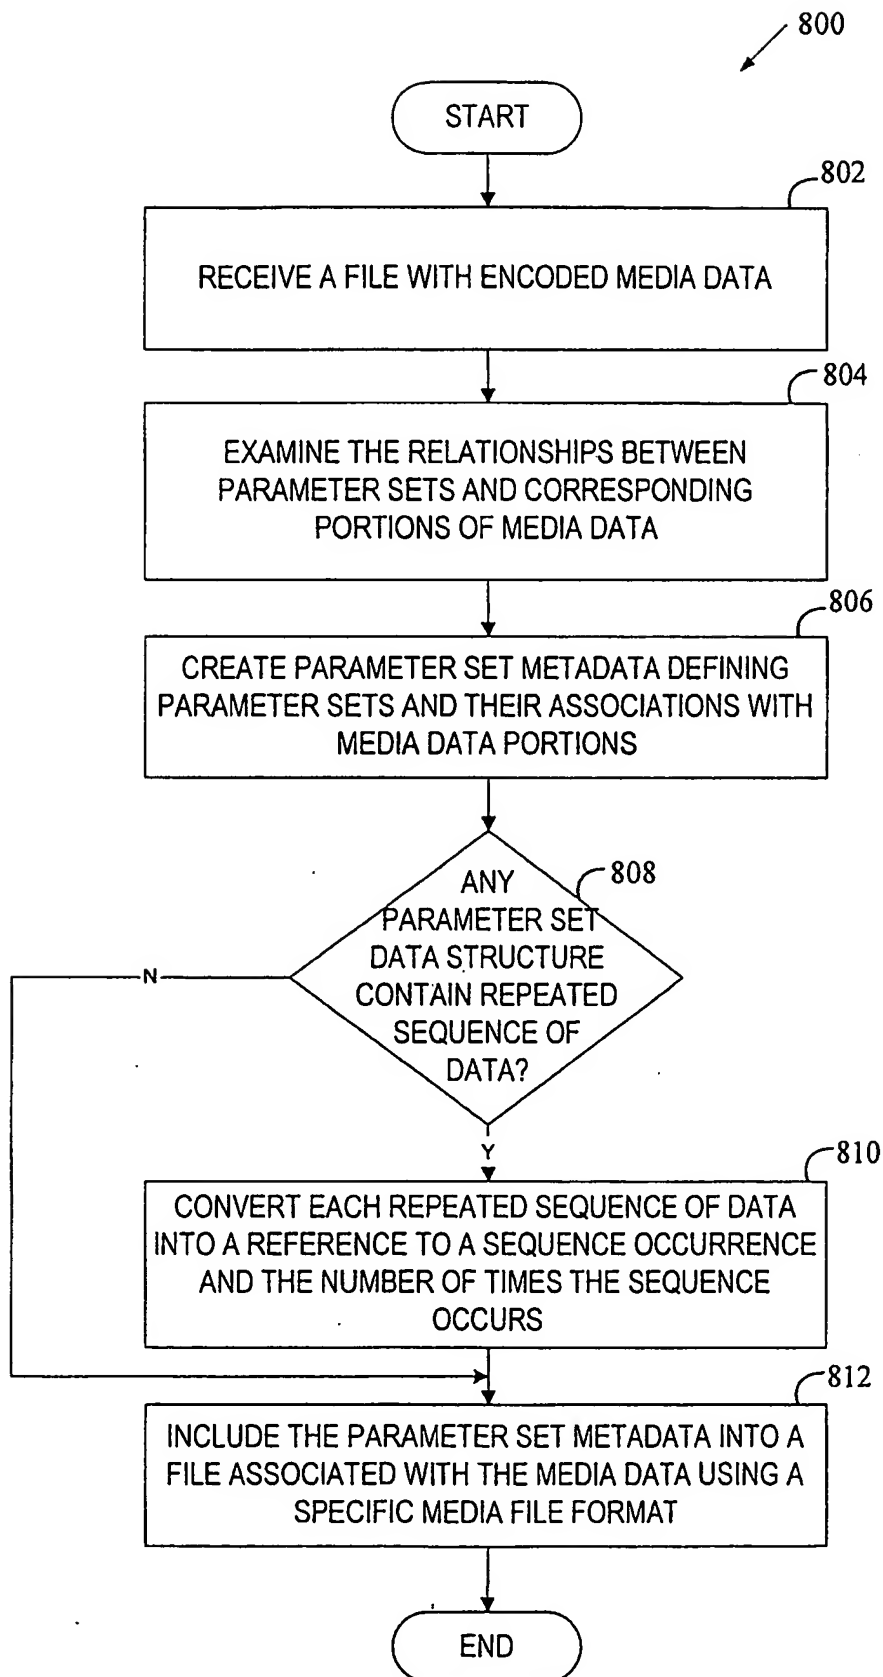 800
START
802
RECEIVE A FILE WITH ENCODED MEDIA DATA
804
EXAMINE THE RELATIONSHIPS BETWEEN
PARAMETER SETS AND CORRESPONDING
PORTIONS OF MEDIA DATA
806
CREATE PARAMETER SET METADATA DEFINING
PARAMETER SETS AND THEIR ASSOCIATIONS WITH
MEDIA DATA PORTIONS
808
ANY
PARAMETER SET
DATA STRUCTURE
CONTAIN REPEATED
SEQUENCE OF
DATA?
N
Y
810
CONVERT EACH REPEATED SEQUENCE OF DATA
INTO A REFERENCE TO A SEQUENCE OCCURRENCE
AND THE NUMBER OF TIMES THE SEQUENCE
OCCURS
812
INCLUDE THE PARAMETER SET METADATA INTO A
FILE ASSOCIATED WITH THE MEDIA DATA USING A
SPECIFIC MEDIA FILE FORMAT
END